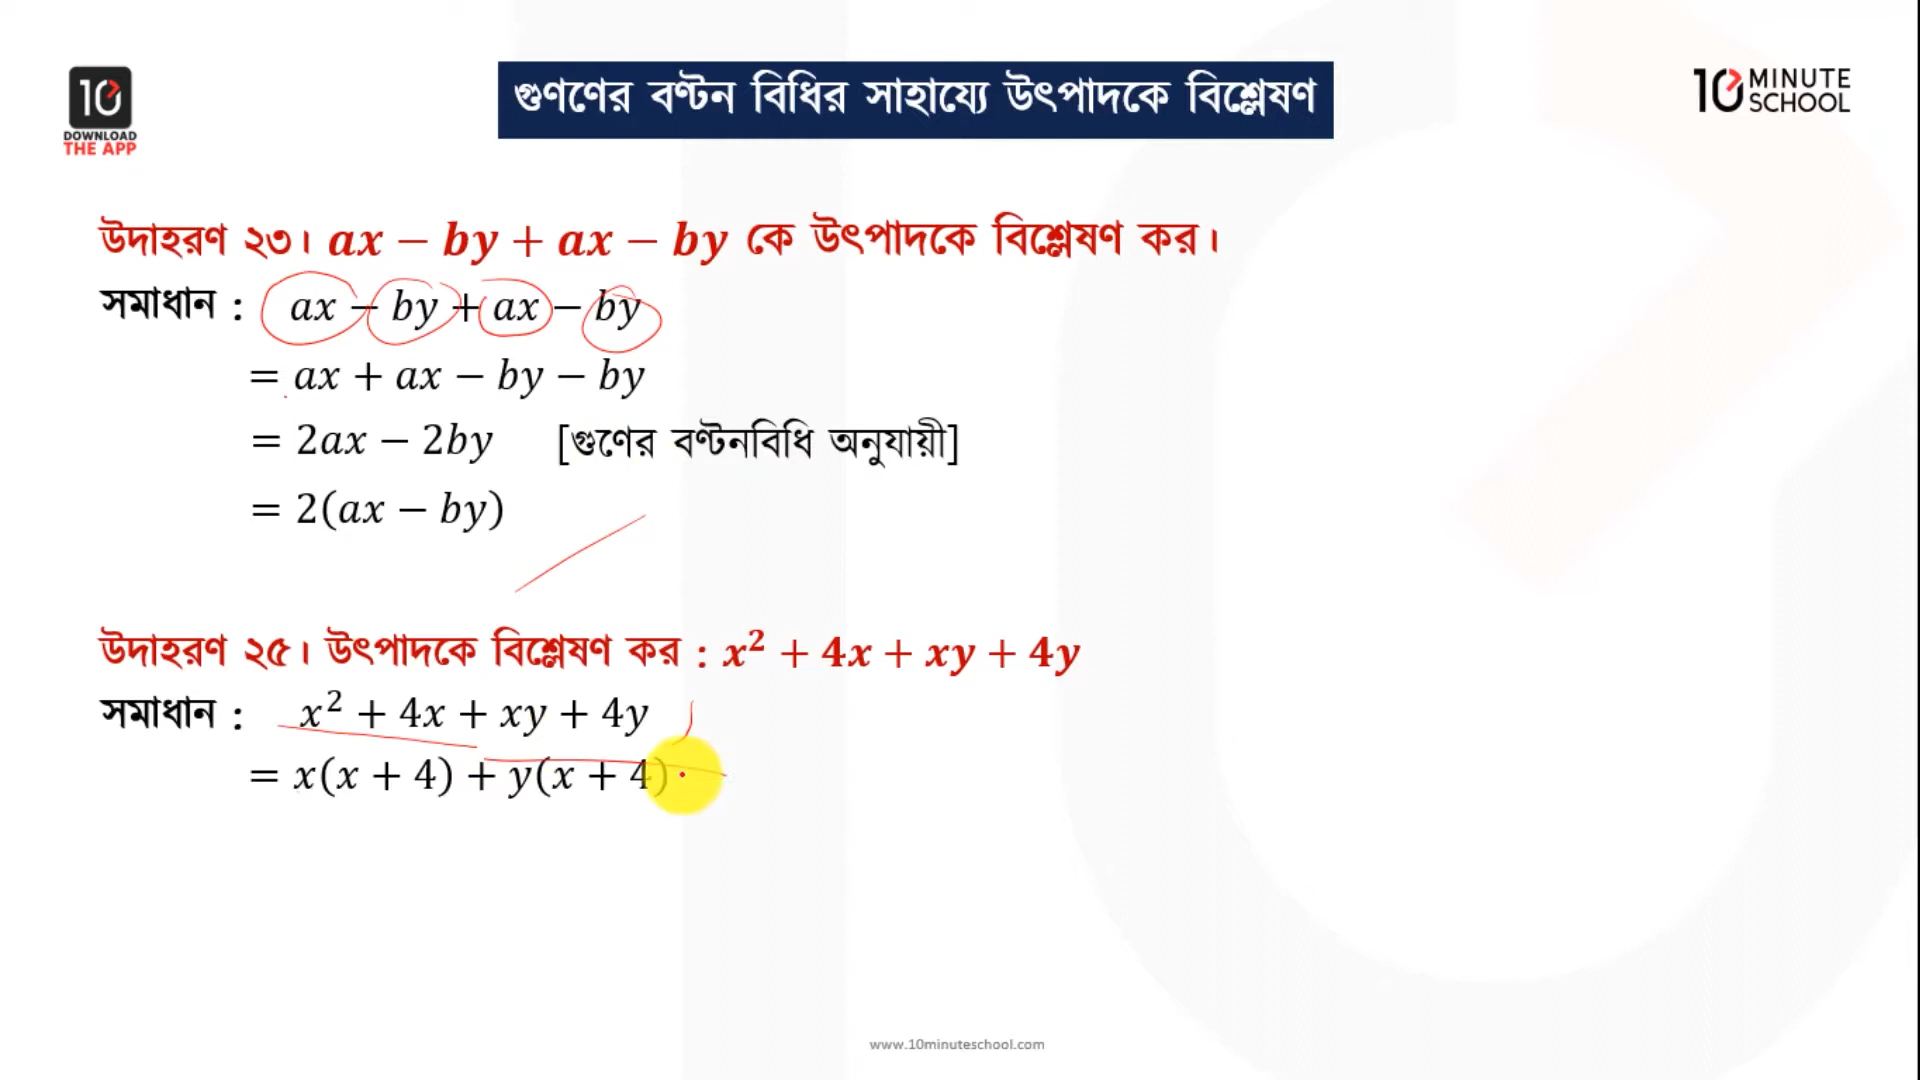 10
DOWNLOAD
THE APP
গুণণের বণ্টন বিধির সাহায্যে উৎপাদকে বিশ্লেষণ
10 MINUTE SCHOOL
উদাহরণ ২৩। ax − by + ax − by কে উৎপাদকে বিশ্লেষণ কর।
সমাধান : ax − by + ax − by
= ax + ax − by − by
= 2ax − 2by [গুণের বণ্টনবিধি অনুযায়ী]
= 2(ax − by)
উদাহরণ ২৫। উৎপাদকে বিশ্লেষণ কর : x² + 4x + xy + 4y
সমাধান : x² + 4x + xy + 4y
= x(x + 4) + y(x + 4)
www.10minuteschool.com